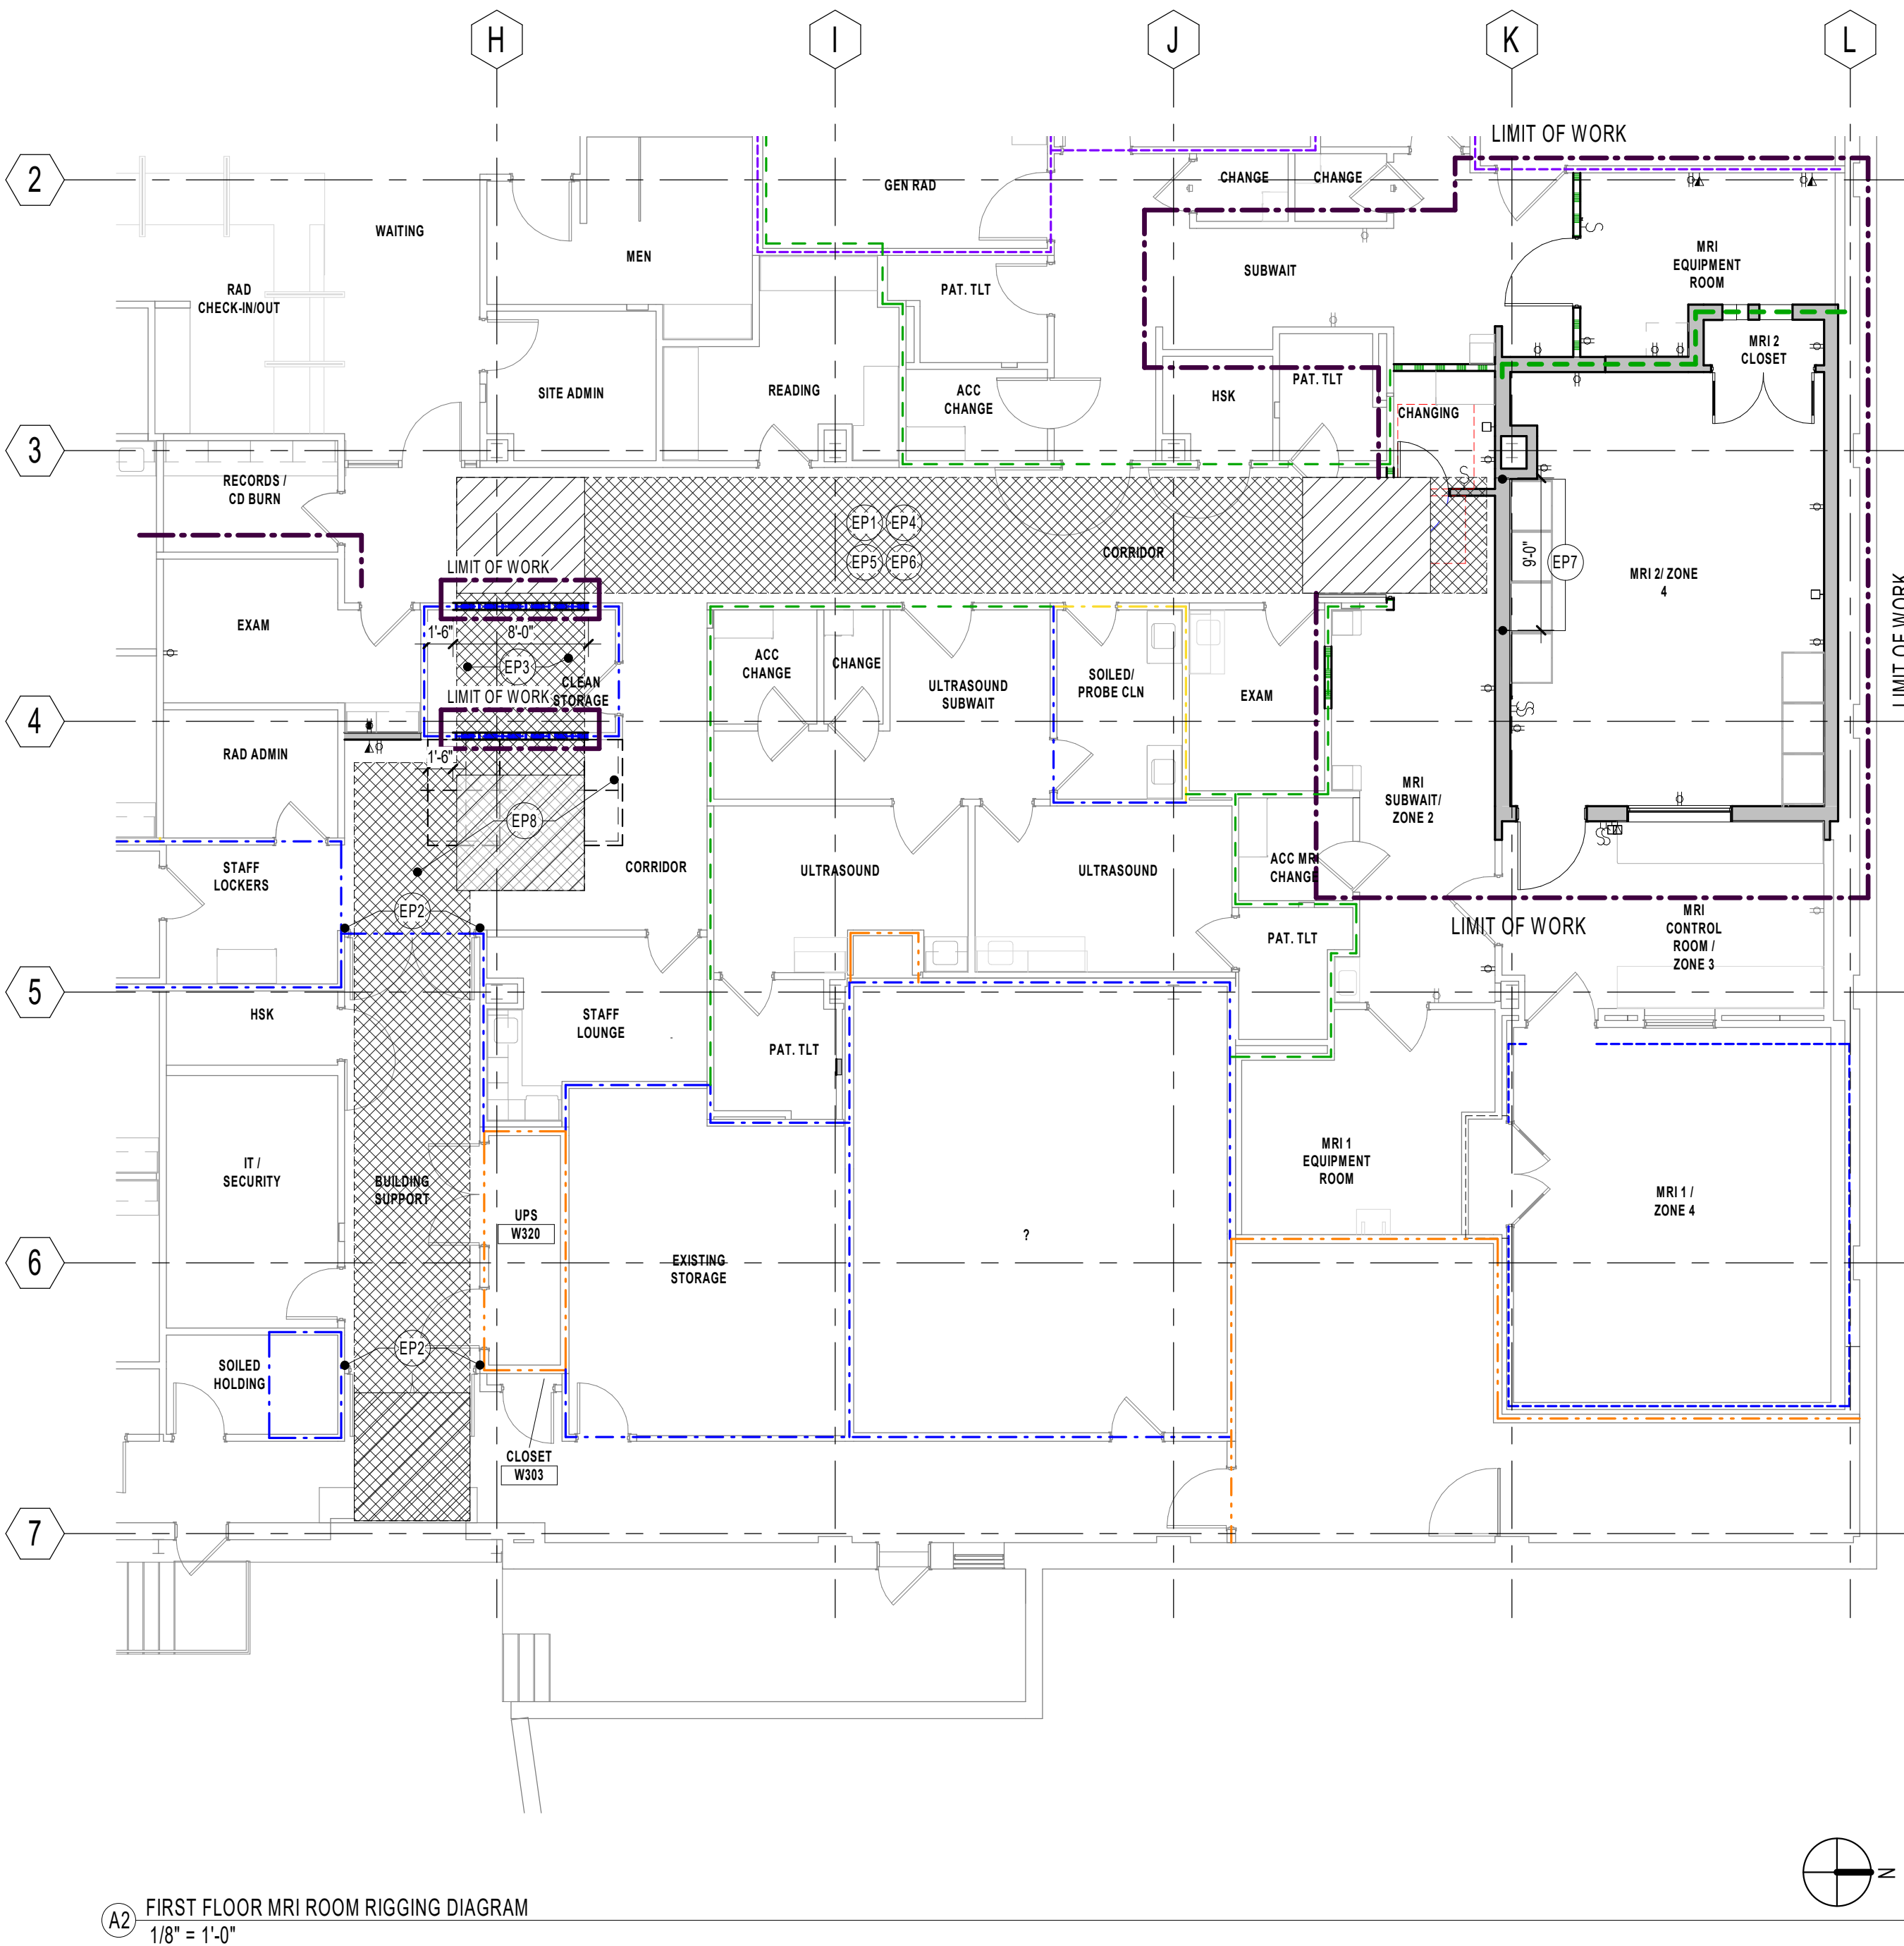 H
I
J
K
L
LIMIT OF WORK
2
GEN RAD
CHANGE
CHANGE
WAITING
MEN
SUBWAIT
MRI
EQUIPMENT
ROOM
RAD
CHECK-IN/OUT
PAT. TLT
MRI 2
CLOSET
SITE ADMIN
READING
ACC
CHANGE
HSK
PAT. TLT
CHANGING
3
RECORDS /
CD BURN
S
S
EP1
EP4
EP5
EP6
CORRIDOR
9'-0"
EP7
MRI 2/ ZONE
4
LIMIT OF WORK
LIMIT OF WORK
EXAM
1'-6"
8'-0"
EP3
CLEAN
STORAGE
LIMIT OF WORK
ACC
CHANGE
CHANGE
ULTRASOUND
SUBWAIT
SOILED/
PROBE CLN
EXAM
4
S
S
RAD ADMIN
1'-6"
MRI
SUBWAIT/
ZONE 2
EP8
S
S
STAFF
LOCKERS
CORRIDOR
ULTRASOUND
ULTRASOUND
ACC MRI
CHANGE
EP2
LIMIT OF WORK
MRI
CONTROL
ROOM /
ZONE 3
PAT. TLT
5
HSK
STAFF
LOUNGE
PAT. TLT
MRI 1
EQUIPMENT
ROOM
IT /
SECURITY
BUILDING
SUPPORT
MRI 1 /
ZONE 4
UPS
W320
?
6
EXISTING
STORAGE
EP2
SOILED
HOLDING
CLOSET
W303
7
N
A2
FIRST FLOOR MRI ROOM RIGGING DIAGRAM
1/8" = 1'-0"